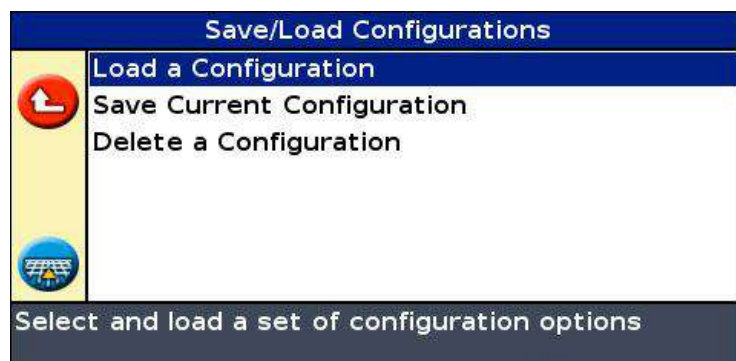 Save/Load Configurations
Load a Configuration
Save Current Configuration
Delete a Configuration
Select and load a set of configuration options